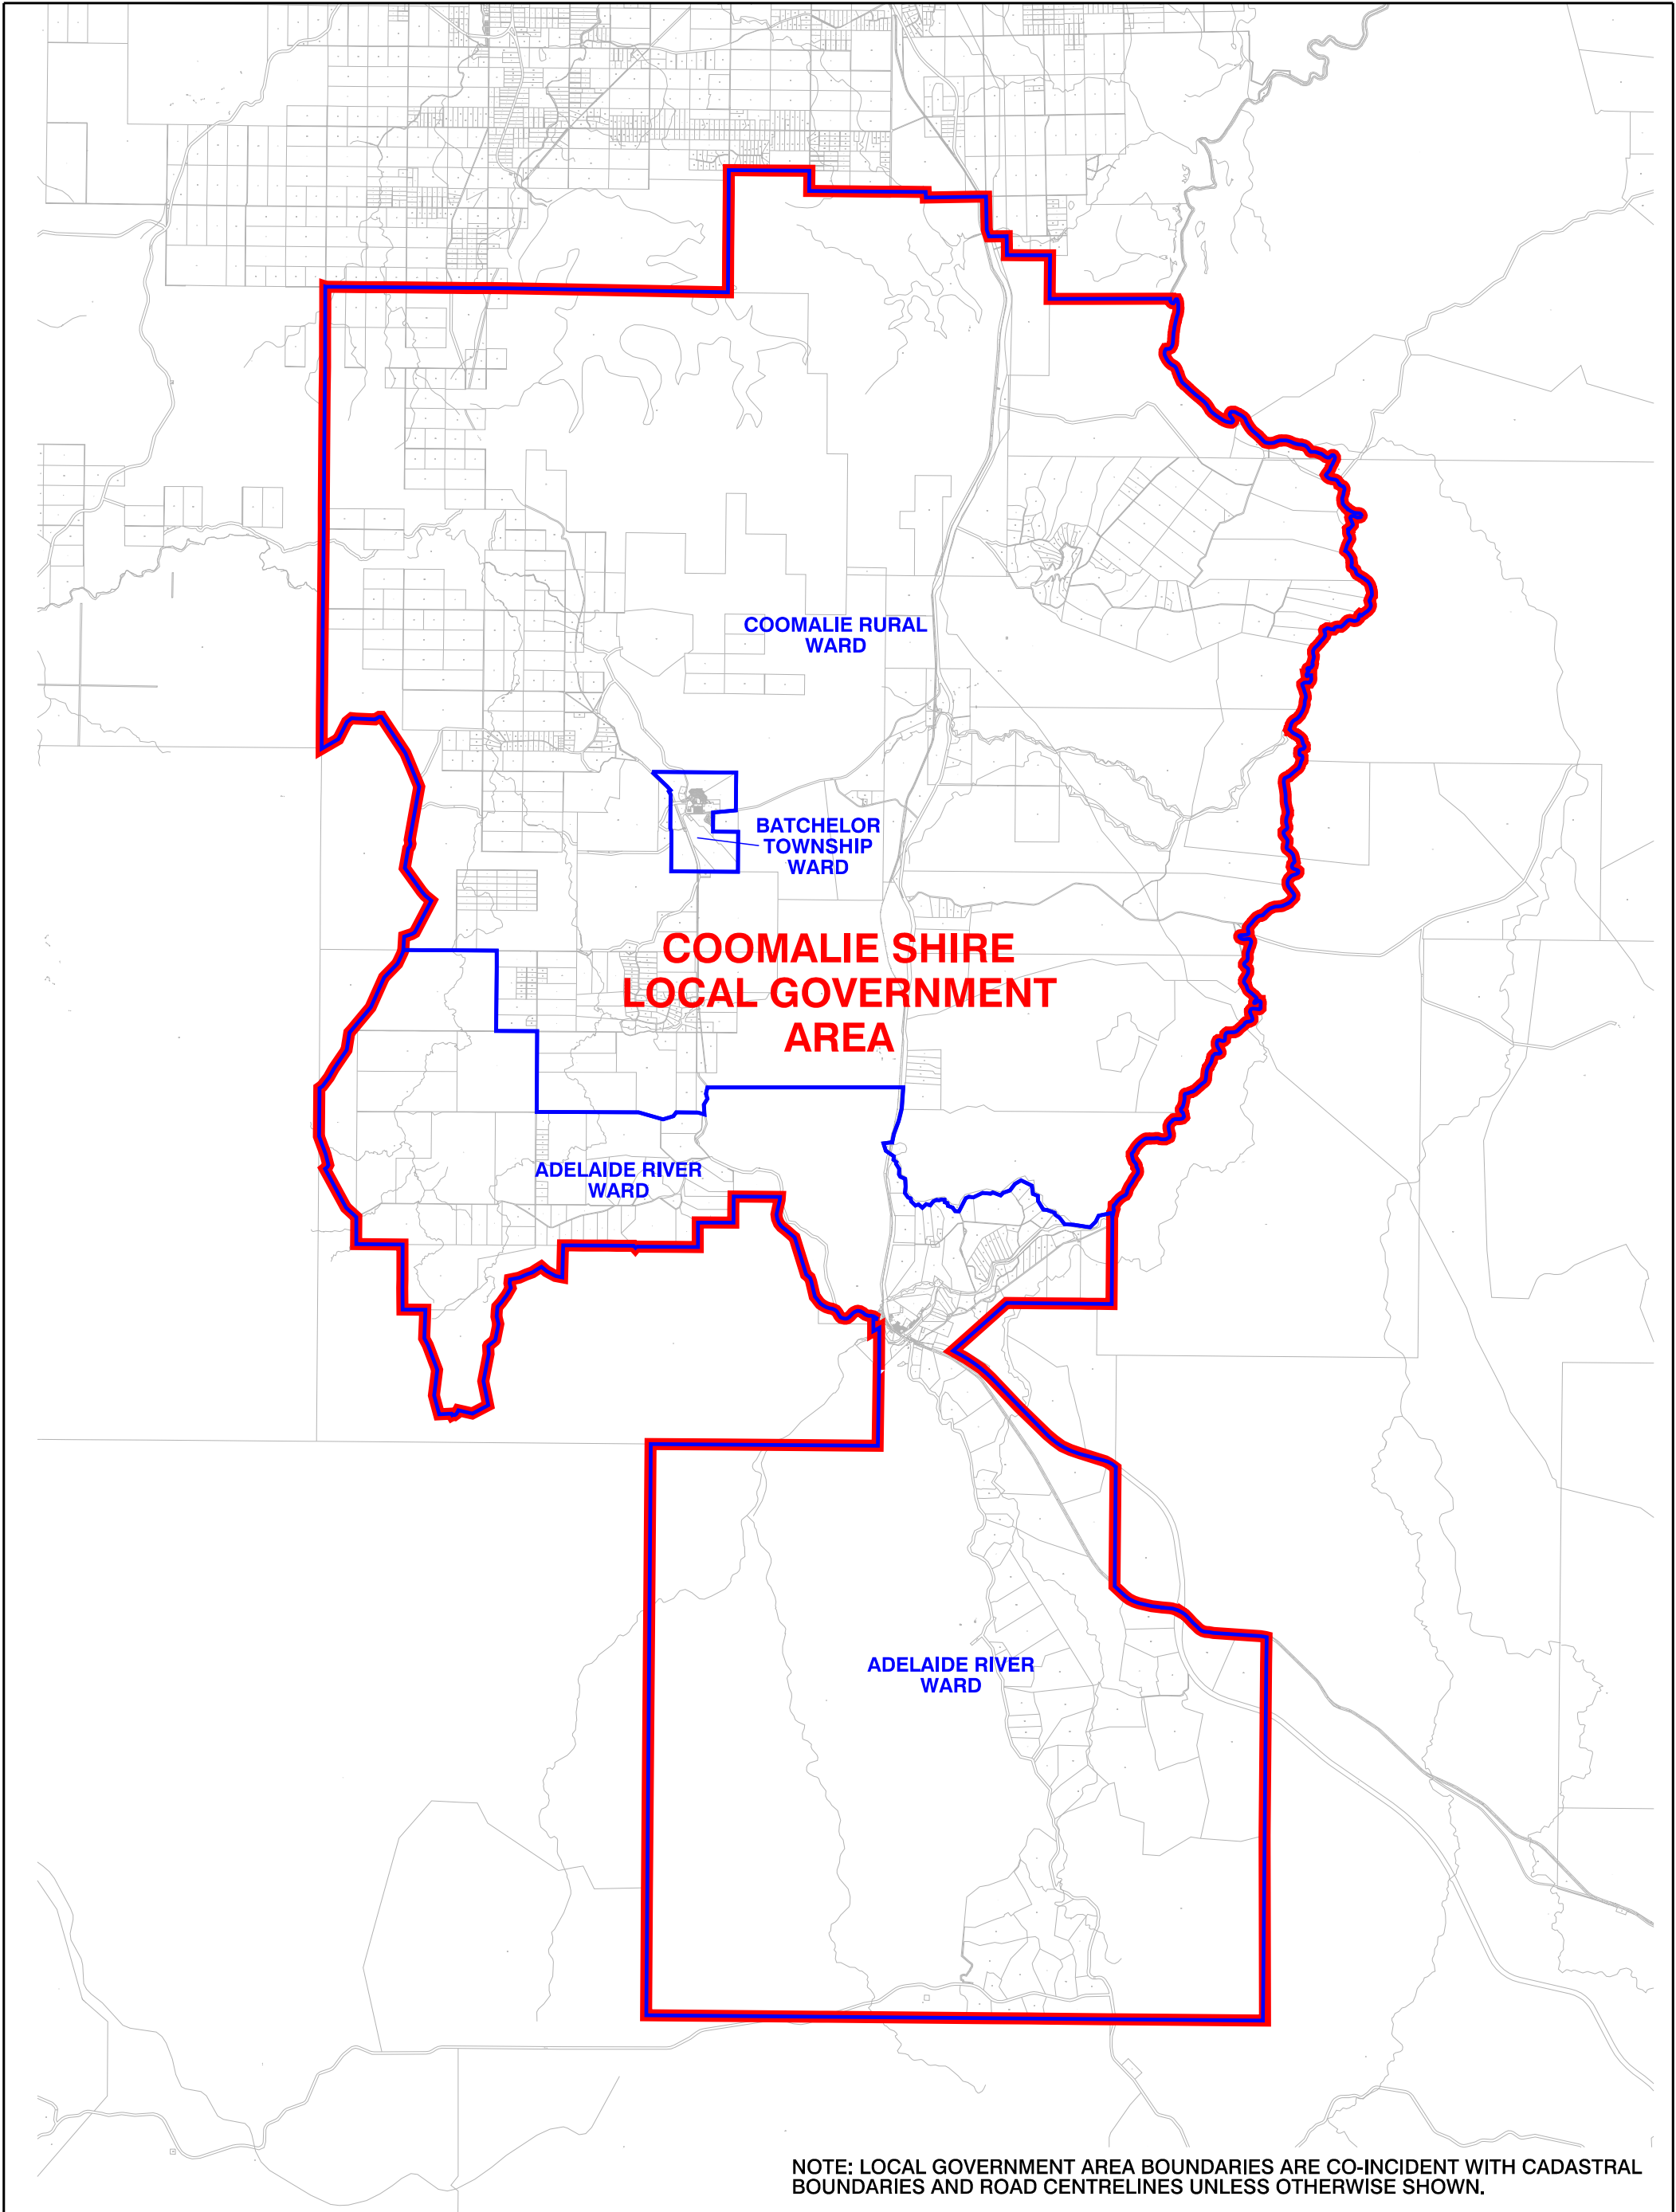 COOMALIE RURAL
WARD
BATCHELOR
TOWNSHIP
WARD
COOMALIE SHIRE
LOCAL GOVERNMENT
AREA
ADELAIDE RIVER
WARD
ADELAIDE RIVER
WARD
NOTE: LOCAL GOVERNMENT AREA BOUNDARIES ARE CO-INCIDENT WITH CADASTRAL
BOUNDARIES AND ROAD CENTRELINES UNLESS OTHERWISE SHOWN.